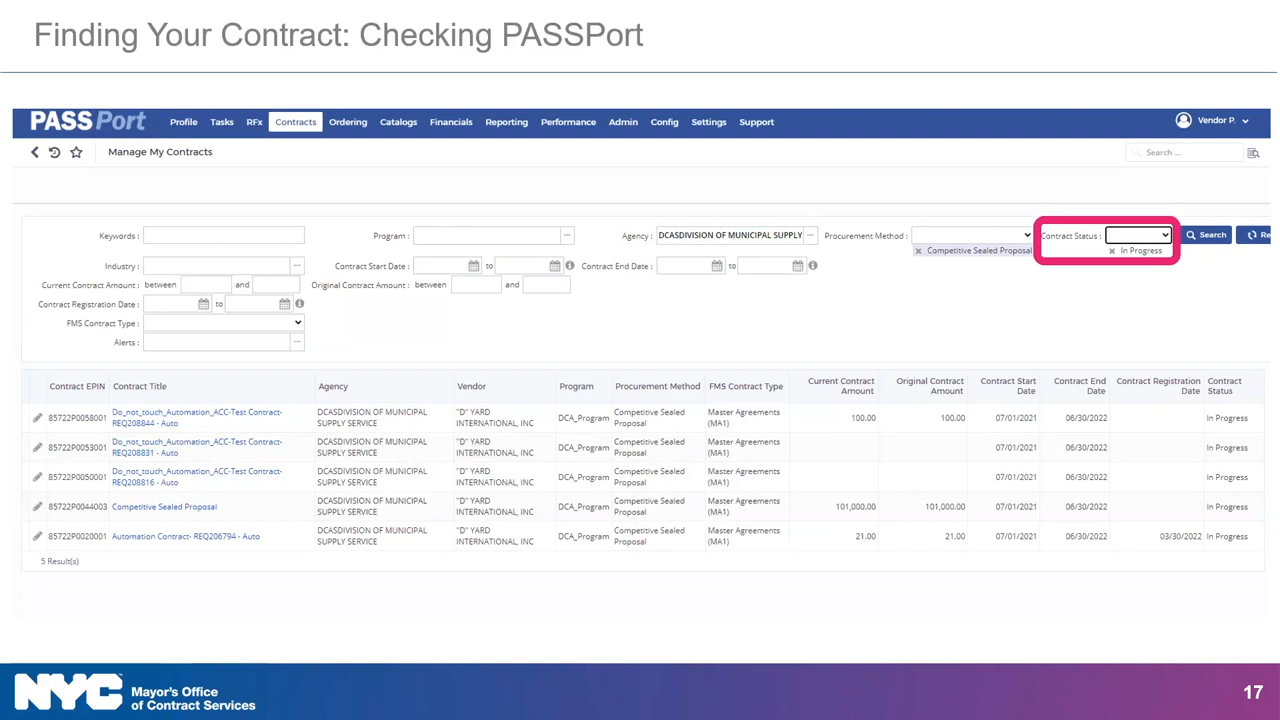 Finding Your Contract: Checking PASSPort
PASSPort Profile Tasks RFx Contracts Ordering Catalogs Financials Reporting Performance Admin Config Settings Support Vendor P.
Manage My Contracts Search ...
Keywords : Program : Agency : DCASDIVISION OF MUNICIPAL SUPPLY Procurement Method : Contract Status : Search Re
Competitive Sealed Proposal In Progress
Industry : Contract Start Date : to Contract End Date : to
Current Contract Amount : between and Original Contract Amount : between and
Contract Registration Date : to
FMS Contract Type :
Alerts :
Contract EPIN Contract Title Agency Vendor Program Procurement Method FMS Contract Type Current Contract Amount Original Contract Amount Contract Start Date Contract End Date Contract Registration Date Contract Status
85722P0058001 Do_not_touch_Automation_ACC-Test Contract-REQ208844 - Auto DCASDIVISION OF MUNICIPAL SUPPLY SERVICE "D" YARD INTERNATIONAL, INC DCA_Program Competitive Sealed Proposal Master Agreements (MA1) 100.00 100.00 07/01/2021 06/30/2022 In Progress
85722P0053001 Do_not_touch_Automation_ACC-Test Contract-REQ208831 - Auto DCASDIVISION OF MUNICIPAL SUPPLY SERVICE "D" YARD INTERNATIONAL, INC DCA_Program Competitive Sealed Proposal Master Agreements (MA1) 07/01/2021 06/30/2022 In Progress
85722P0050001 Do_not_touch_Automation_ACC-Test Contract-REQ208816 - Auto DCASDIVISION OF MUNICIPAL SUPPLY SERVICE "D" YARD INTERNATIONAL, INC DCA_Program Competitive Sealed Proposal Master Agreements (MA1) 07/01/2021 06/30/2022 In Progress
85722P0044003 Competitive Sealed Proposal DCASDIVISION OF MUNICIPAL SUPPLY SERVICE "D" YARD INTERNATIONAL, INC DCA_Program Competitive Sealed Proposal Master Agreements (MA1) 101,000.00 101,000.00 07/01/2021 06/30/2022 In Progress
85722P0020001 Automation Contract- REQ206794 - Auto DCASDIVISION OF MUNICIPAL SUPPLY SERVICE "D" YARD INTERNATIONAL, INC DCA_Program Competitive Sealed Proposal Master Agreements (MA1) 21.00 21.00 07/01/2021 06/30/2022 03/30/2022 In Progress
5 Result(s)
NYC Mayor's Office
of Contract Services
17